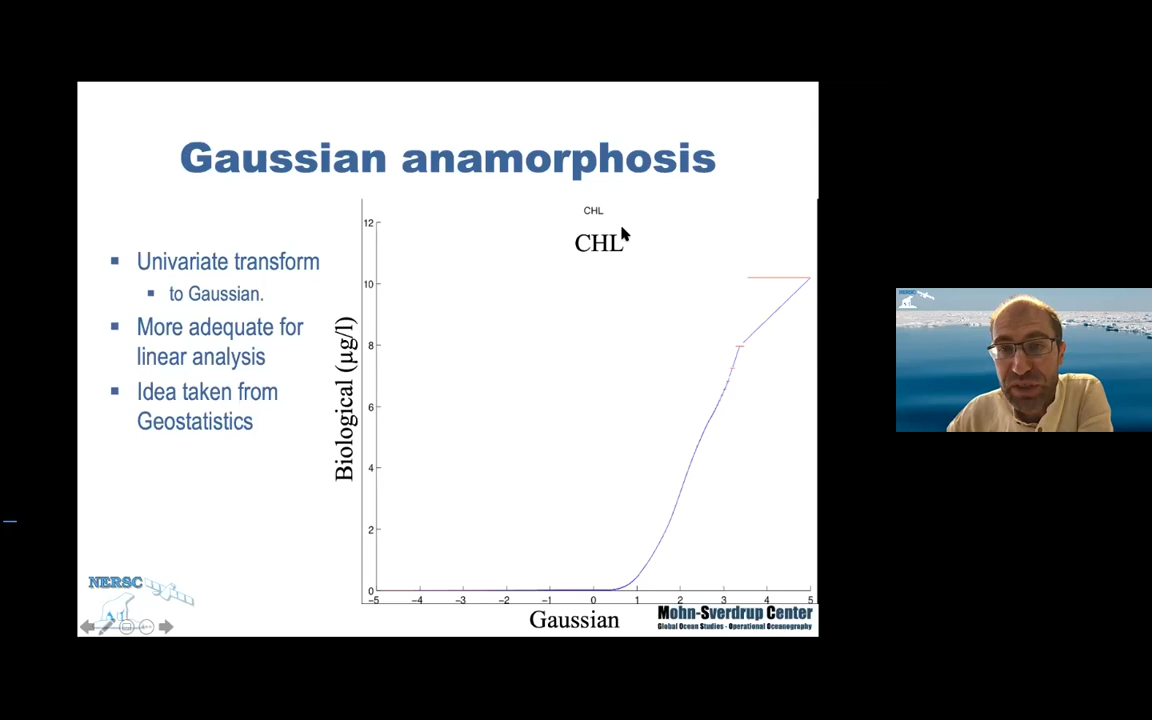 Gaussian anamorphosis
Univariate transform
to Gaussian.
More adequate for
linear analysis
Idea taken from
Geostatistics
CHL
CHL
Biological (µg/l)
12
10
8
6
4
2
0
-5 -4 -3 -2 -1 0 1 2 3 4 5
Gaussian
NERSC
Mohn-Sverdrup Center
Global Ocean Studies - Operational Oceanography
NERSC